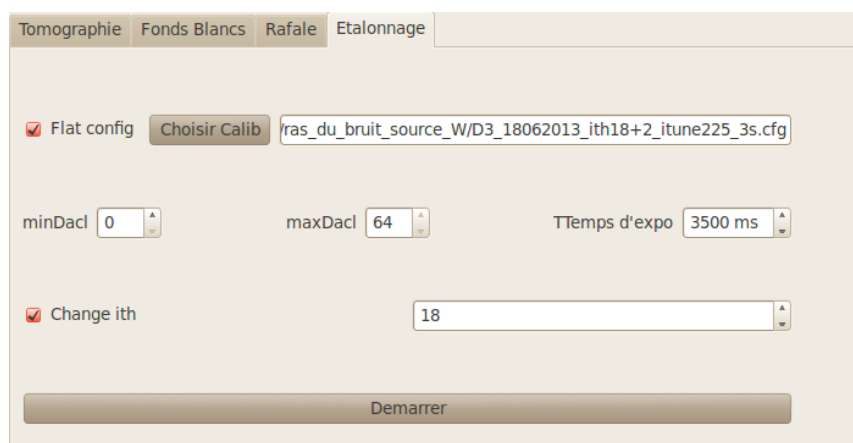 Tomographie Fonds Blancs Rafale Etalonnage
Flat config Choisir Calib /ras_du_bruit_source_W/D3_18062013_ith18+2_itune225_3s.cfg
minDacl 0 maxDacl 64 TTemps d'expo 3500 ms
Change ith 18
Demarrer